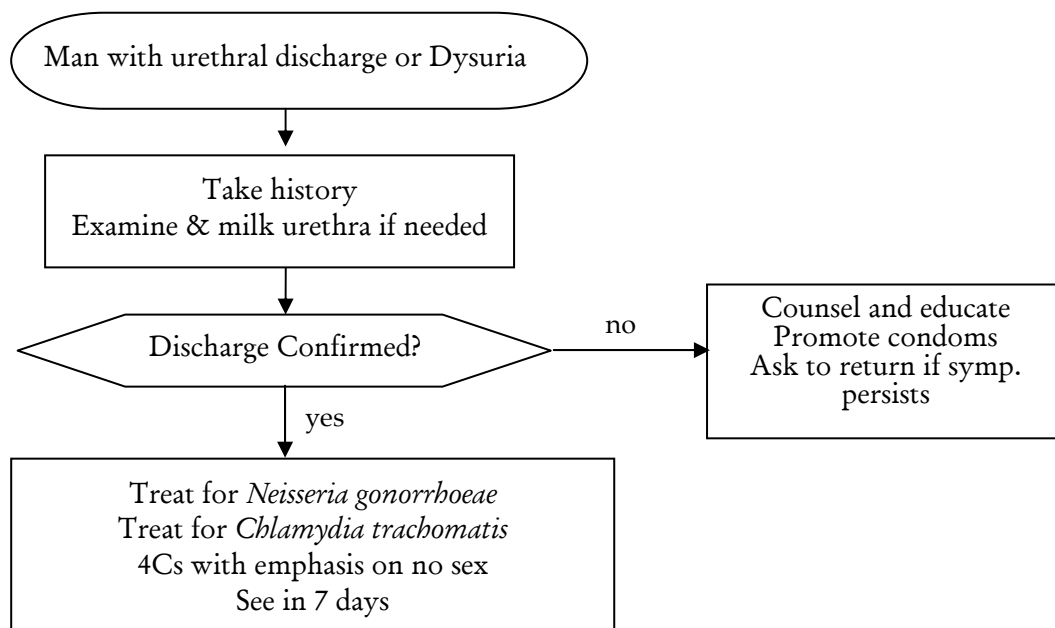 Man with urethral discharge or Dysuria
Take history
Examine & milk urethra if needed
Discharge Confirmed?
no
Counsel and educate
Promote condoms
Ask to return if symp.
persists
yes
Treat for Neisseria gonorrhoeae
Treat for Chlamydia trachomatis
4Cs with emphasis on no sex
See in 7 days